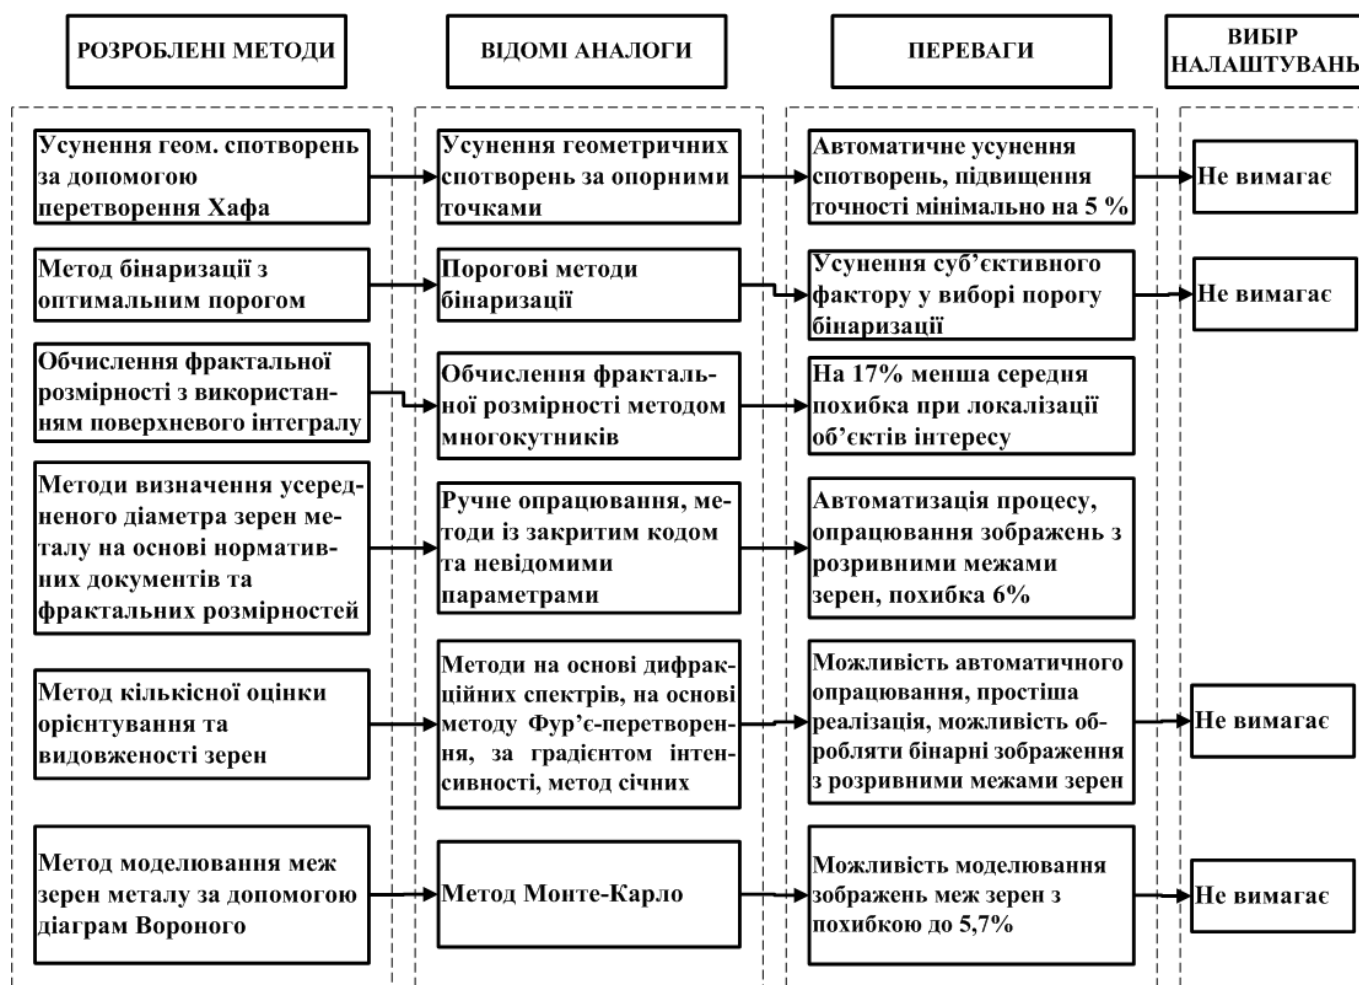 РОЗРОБЛЕНІ МЕТОДИ
ВІДОМІ АНАЛОГИ
ПЕРЕВАГИ
ВИБІР
НАЛАШТУВАНЬ
Усунення геом. спотворень
за допомогою
перетворення Хафа
Усунення геометричних
спотворень за опорними
точками
Автоматичне усунення
спотворень, підвищення
точності мінімально на 5 %
Не вимагає
Метод бінаризації з
оптимальним порогом
Порогові методи
бінаризації
Усунення суб’єктивного
фактору у виборі порогу
бінаризації
Не вимагає
Обчислення фрактальної
розмірності з використан-
ням поверхневого інтегралу
Обчислення фракталь-
ної розмірності методом
многокутників
На 17% менша середня
похибка при локалізації
об’єктів інтересу
Методи визначення усеред-
неного діаметра зерен ме-
талу на основі норматив-
них документів та
фрактальних розмірностей
Ручне опрацювання, ме-
тоди із закритим кодом
та невідомими
параметрами
Автоматизація процесу,
опрацювання зображень з
розривними межами
зерен, похибка 6%
Метод кількісної оцінки
орієнтування та
видовженості зерен
Методи на основі дифрак-
ційних спектрів, на основі
методу Фур’є-перетворен-
ня, за градієнтом інтен-
сивності, метод січних
Можливість автоматичного
опрацювання, простіша
реалізація, можливість об-
робляти бінарні зображення
з розривними межами зерен
Не вимагає
Метод моделювання меж
зерен металу за допомогою
діаграм Вороного
Метод Монте-Карло
Можливість моделювання
зображень меж зерен з
похибкою до 5,7%
Не вимагає